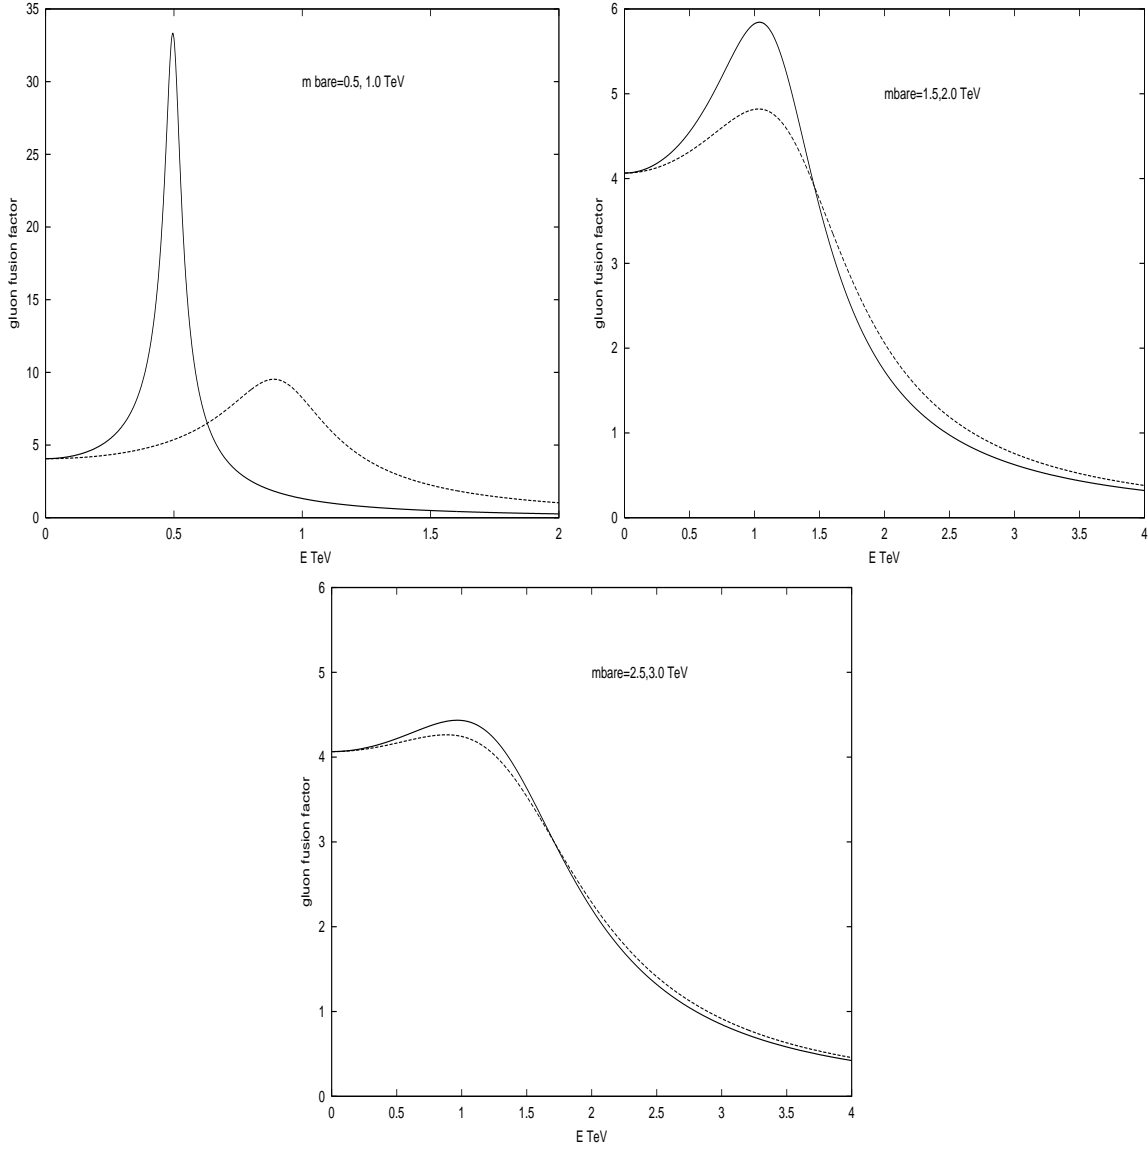 35
30
25
20
15
10
5
0
gluon fusion factor
m bare=0.5, 1.0 TeV
0 0.5 1 1.5 2
E TeV
6
5
4
3
2
1
0
gluon fusion factor
mbare=1.5,2.0 TeV
0 0.5 1 1.5 2 2.5 3 3.5 4
E TeV
6
5
4
3
2
1
0
gluon fusion factor
mbare=2.5,3.0 TeV
0 0.5 1 1.5 2 2.5 3 3.5 4
E TeV